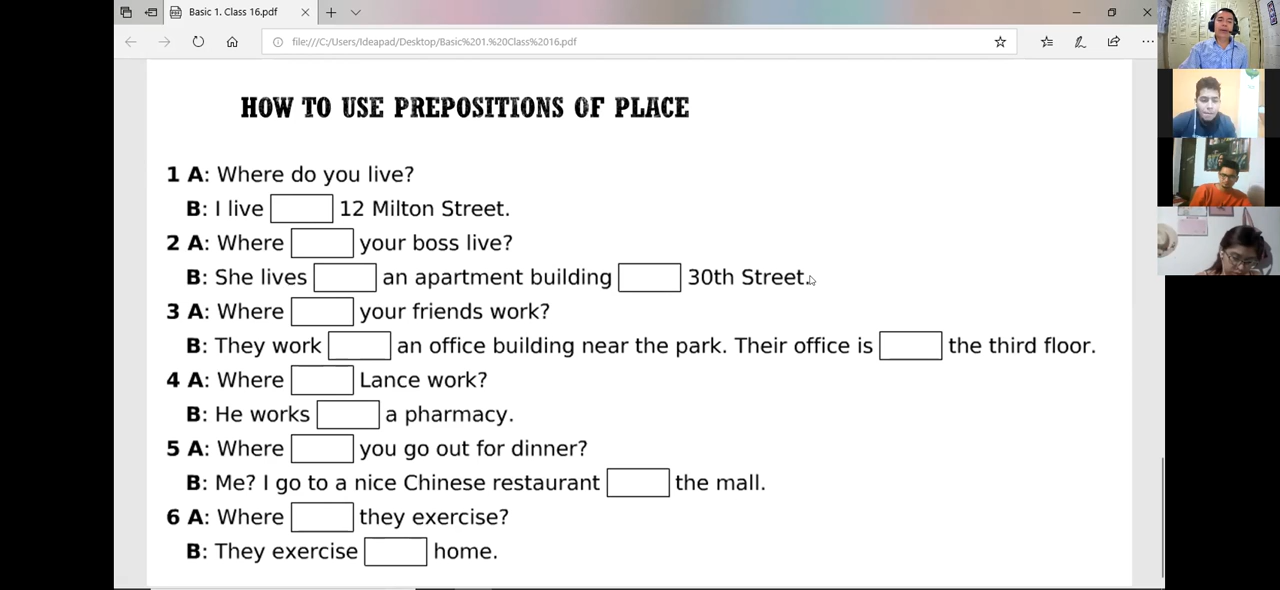 Basic 1. Class 16.pdf
file:///C:/Users/Ideapad/Desktop/Basic%201.%20Class%2016.pdf
HOW TO USE PREPOSITIONS OF PLACE
1 A: Where do you live?
B: I live 12 Milton Street.
2 A: Where your boss live?
B: She lives an apartment building 30th Street.
3 A: Where your friends work?
B: They work an office building near the park. Their office is the third floor.
4 A: Where Lance work?
B: He works a pharmacy.
5 A: Where you go out for dinner?
B: Me? I go to a nice Chinese restaurant the mall.
6 A: Where they exercise?
B: They exercise home.